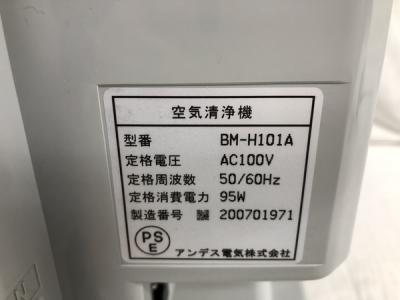 空気清浄機
型番 BM-H101A
定格電圧 AC100V
定格周波数 50/60Hz
定格消費電力 95W
製造番号 200701971
PS
E
アンデス電気株式会社